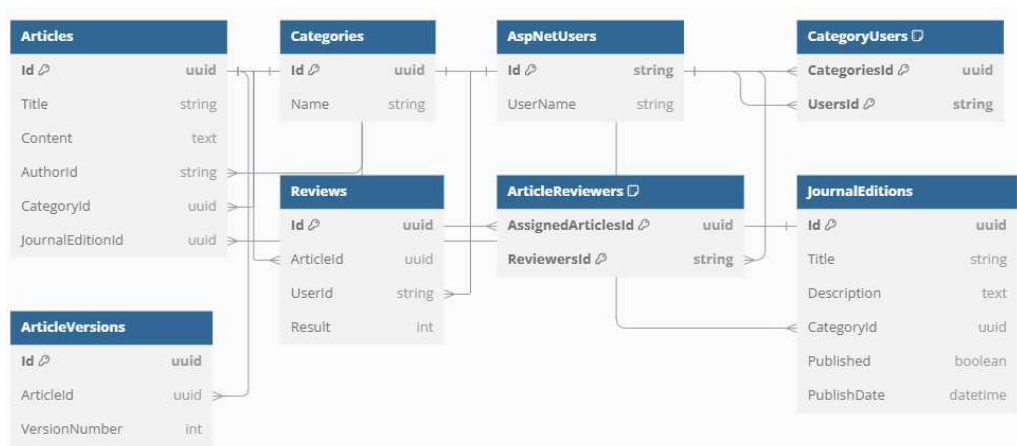 Articles
Id uuid
Title string
Content text
AuthorId string
CategoryId uuid
JournalEditionId uuid
Categories
Id uuid
Name string
AspNetUsers
Id string
UserName string
CategoryUsers
CategoriesId uuid
UsersId string
Reviews
Id uuid
ArticleId uuid
UserId string
Result int
ArticleReviewers
AssignedArticlesId uuid
ReviewersId string
JournalEditions
Id uuid
Title string
Description text
CategoryId uuid
Published boolean
PublishDate datetime
ArticleVersions
Id uuid
ArticleId uuid
VersionNumber int